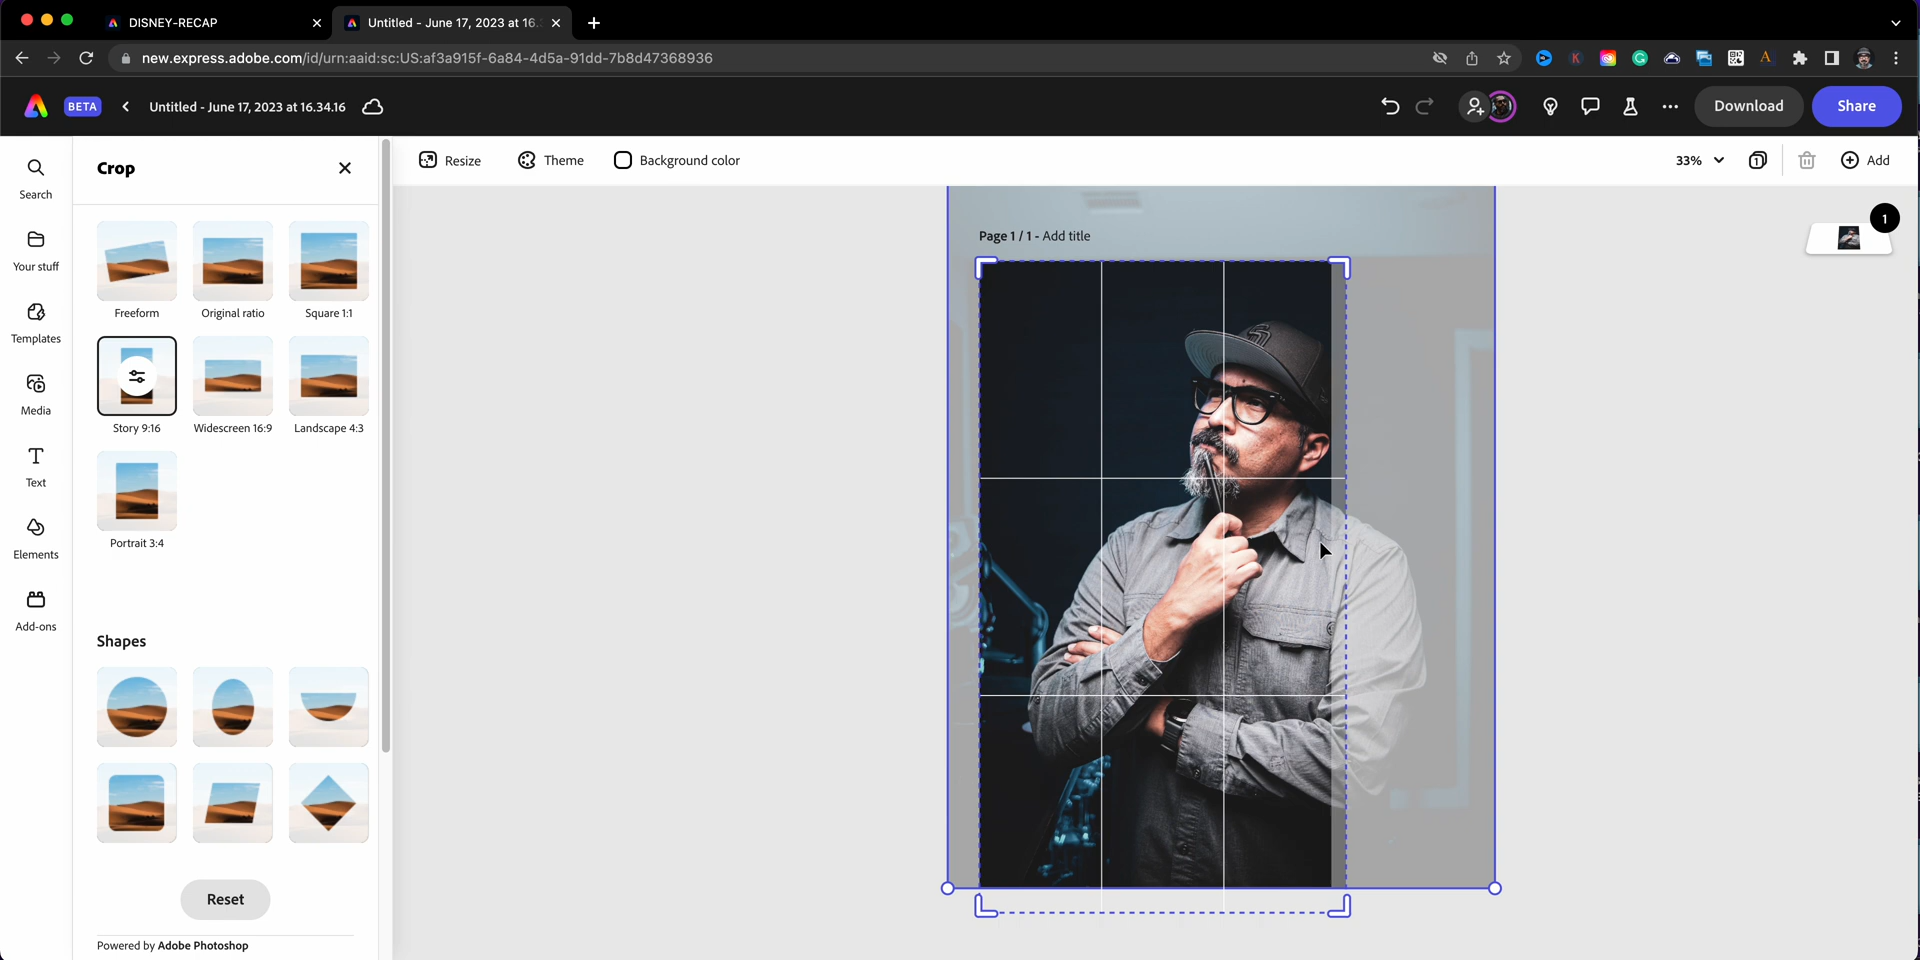 DISNEY-RECAP
Untitled - June 17, 2023 at 16.
new.express.adobe.com/id/urn:aaid:sc:US:af3a915f-6a84-4d5a-91dd-7b8d47368936
BETA
Untitled - June 17, 2023 at 16.34.16
Download
Share
Search
Your stuff
Templates
Media
Text
Elements
Add-ons
Crop
Freeform
Original ratio
Square 1:1
Story 9:16
Widescreen 16:9
Landscape 4:3
Portrait 3:4
Shapes
Reset
Powered by Adobe Photoshop
Resize
Theme
Background color
33%
1
Add
Page 1 / 1 - Add title
1